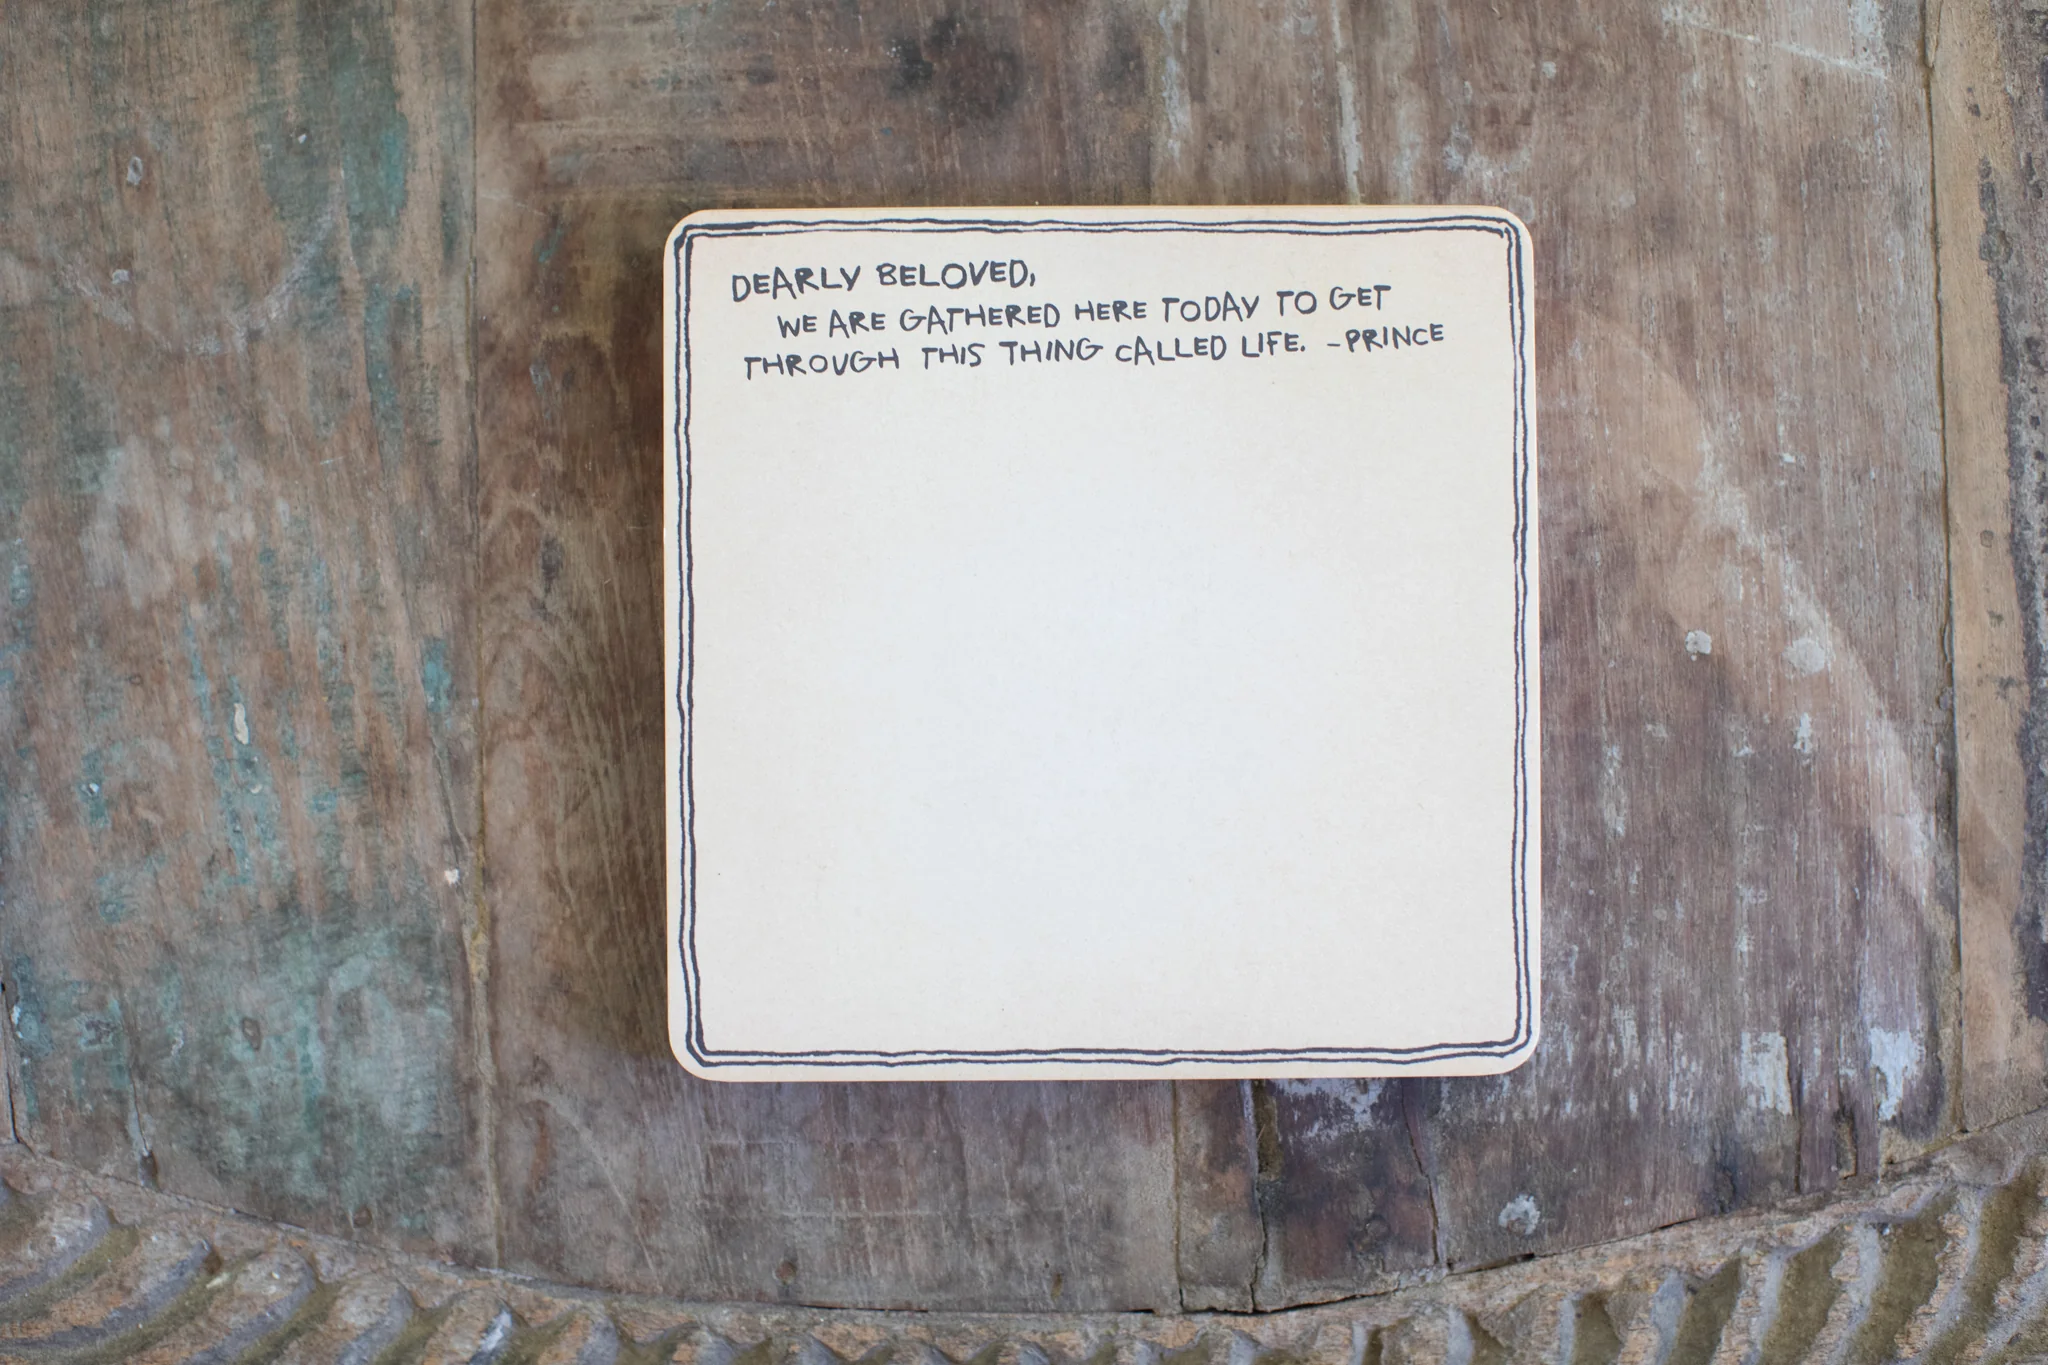 DEARLY BELOVED,
WE ARE GATHERED HERE TODAY TO GET
THROUGH THIS THING CALLED LIFE. -PRINCE